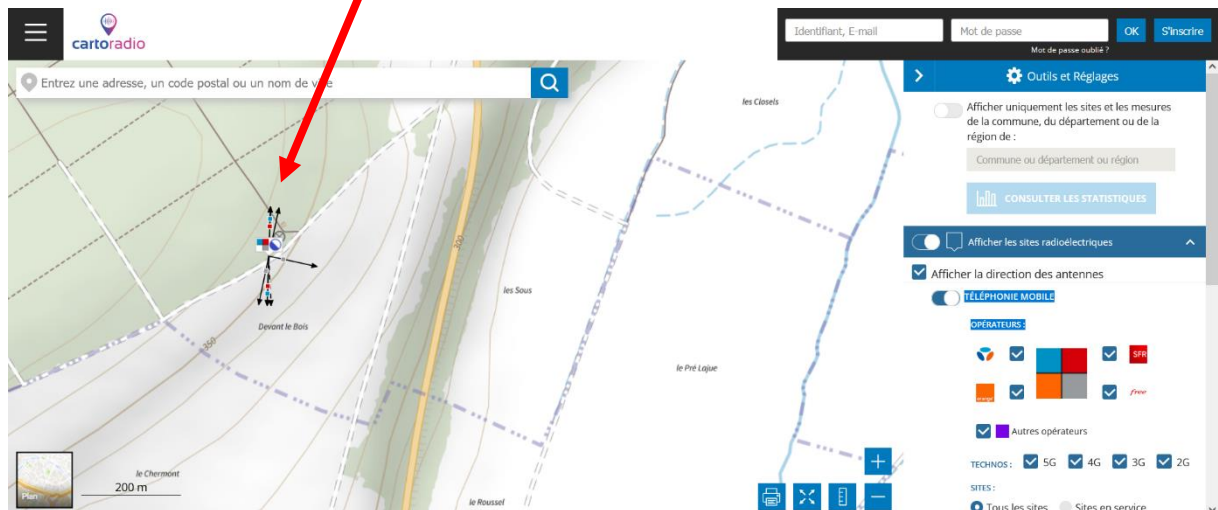 cartoradio
Identifiant, E-mail
Mot de passe
OK
S'inscrire
Mot de passe oublié ?
Entrez une adresse, un code postal ou un nom de ville
Outils et Réglages
Afficher uniquement les sites et les mesures
de la commune, du département ou de la
région de :
Commune ou département ou région
CONSULTER LES STATISTIQUES
Afficher les sites radioélectriques
Afficher la direction des antennes
TÉLÉPHONIE MOBILE
OPÉRATEURS :
SFR
orange
free
Autres opérateurs
TECHNOS : 5G 4G 3G 2G
SITES :
Tous les sites Sites en service
les Closels
300
les Sous
Devant le Bois
350
le Pré Lajue
le Chermont
200 m
Plan
le Roussel